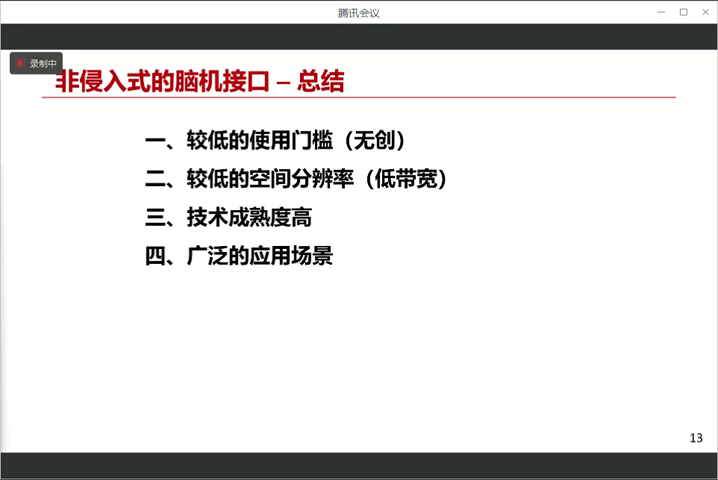 腾讯会议
录制中
非侵入式的脑机接口 – 总结
一、较低的使用门槛（无创）
二、较低的空间分辨率（低带宽）
三、技术成熟度高
四、广泛的应用场景
13